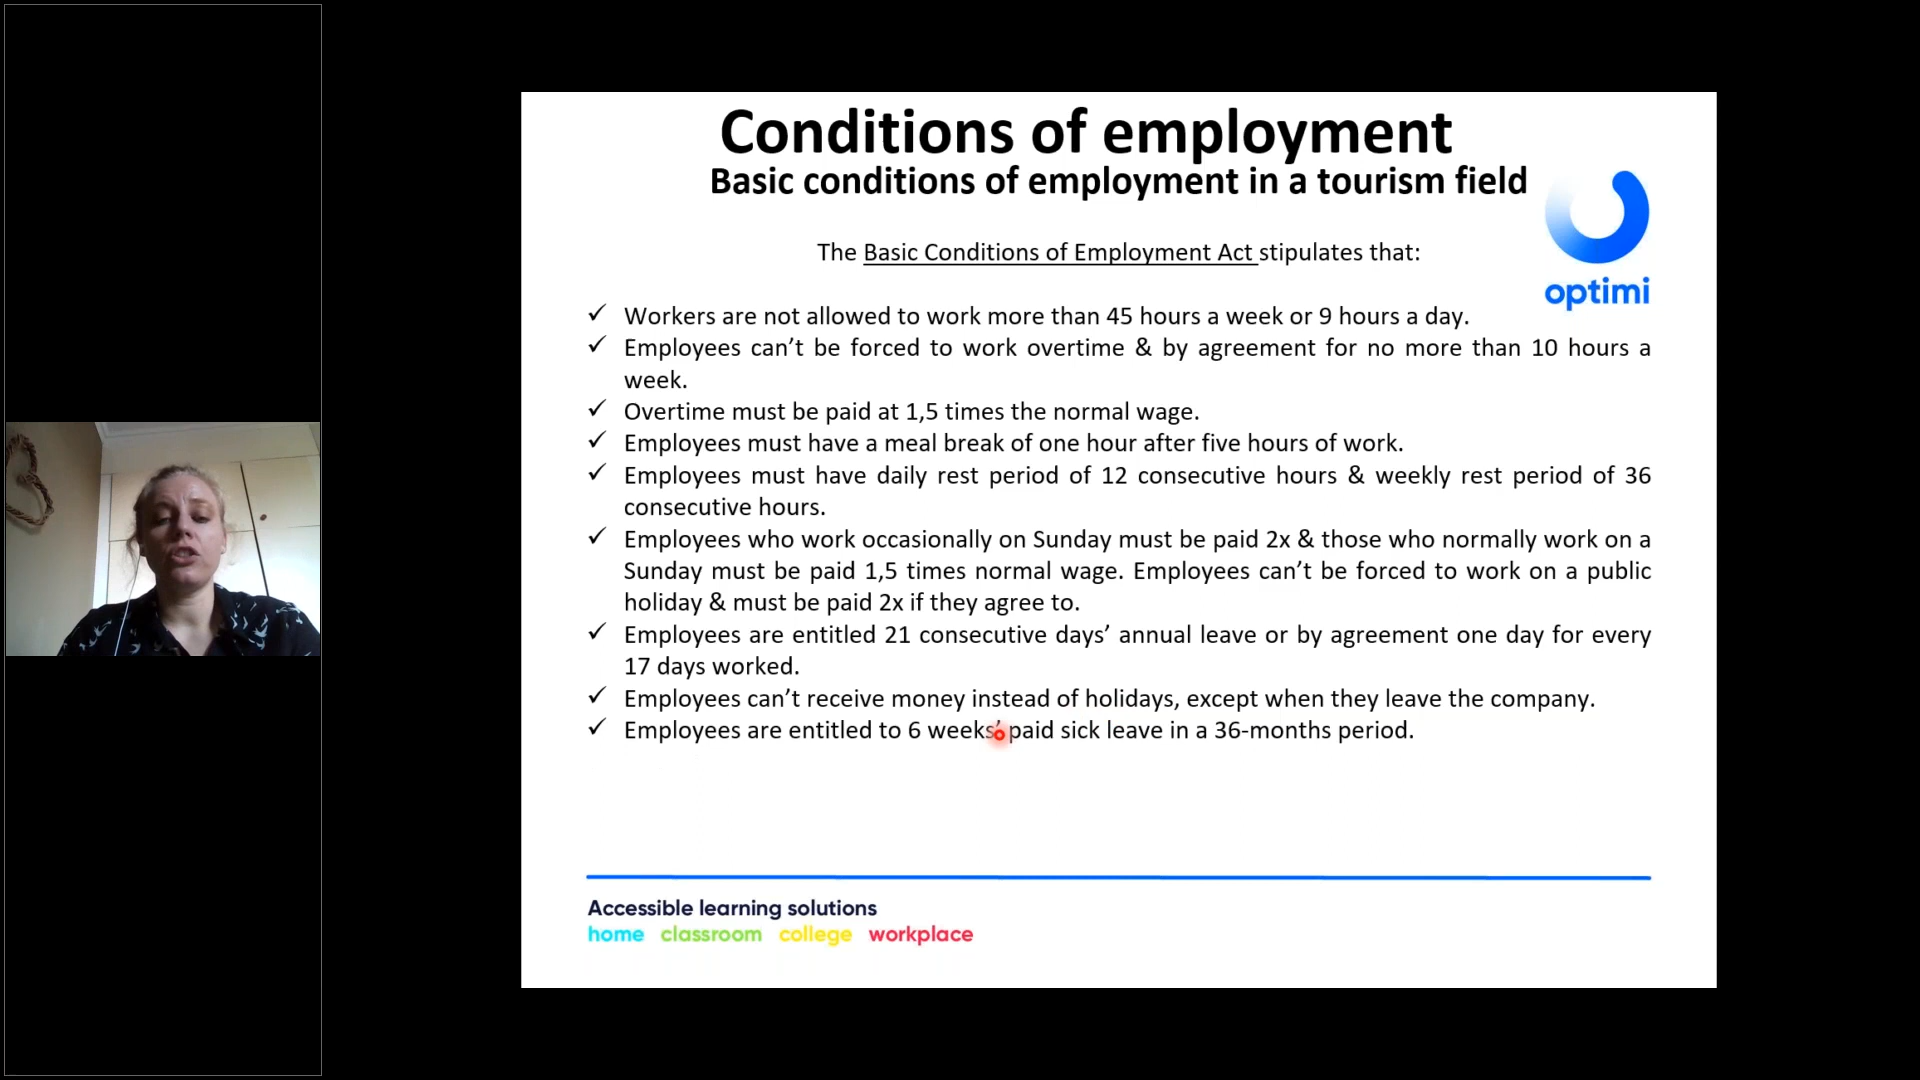 Conditions of employment
Basic conditions of employment in a tourism field
optimi
The Basic Conditions of Employment Act stipulates that:
✓ Workers are not allowed to work more than 45 hours a week or 9 hours a day.
✓ Employees can’t be forced to work overtime & by agreement for no more than 10 hours a
week.
✓ Overtime must be paid at 1,5 times the normal wage.
✓ Employees must have a meal break of one hour after five hours of work.
✓ Employees must have daily rest period of 12 consecutive hours & weekly rest period of 36
consecutive hours.
✓ Employees who work occasionally on Sunday must be paid 2x & those who normally work on a
Sunday must be paid 1,5 times normal wage. Employees can’t be forced to work on a public
holiday & must be paid 2x if they agree to.
✓ Employees are entitled 21 consecutive days’ annual leave or by agreement one day for every
17 days worked.
✓ Employees can’t receive money instead of holidays, except when they leave the company.
✓ Employees are entitled to 6 weeks’ paid sick leave in a 36-months period.
Accessible learning solutions
home classroom college workplace